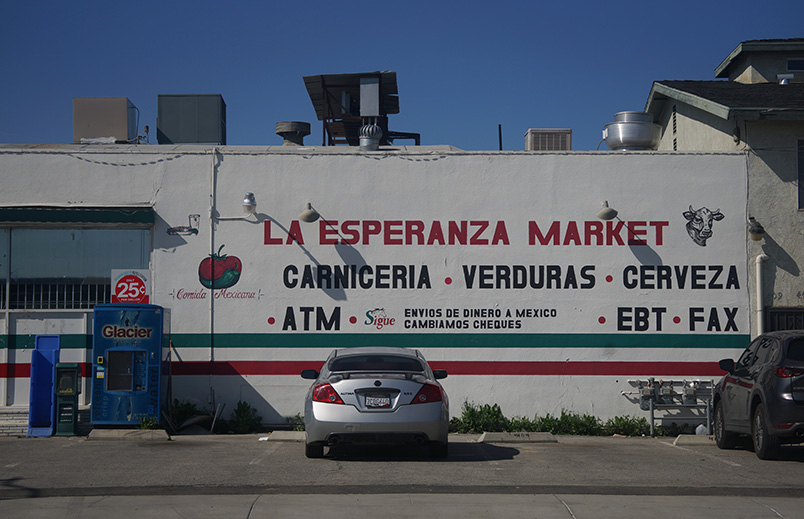 LA ESPERANZA MARKET
CARNICERIA • VERDURAS • CERVEZA
Comida Mexicana
• ATM • Sigue ENVIOS DE DINERO A MEXICO
CAMBIAMOS CHEQUES
• EBT • FAX
25¢
Glacier